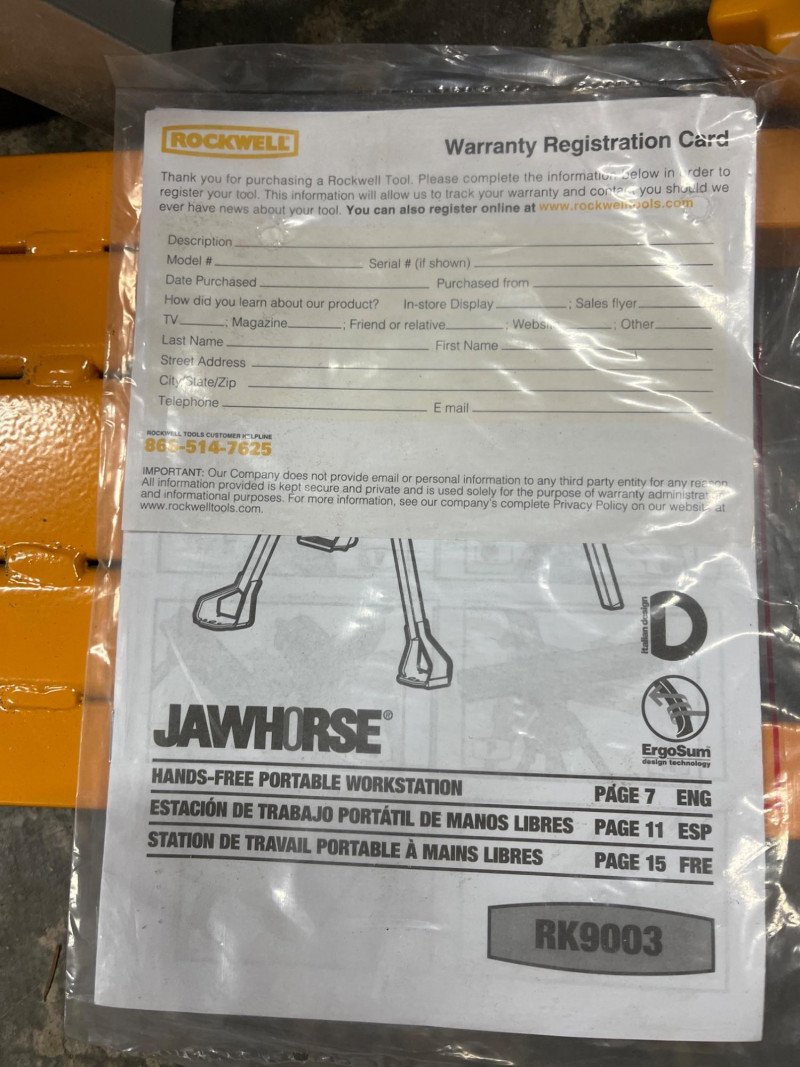 ROCKWELL®
Warranty Registration Card
Thank you for purchasing a Rockwell Tool. Please complete the information below in order to
register your tool. This information will allow us to track your warranty and contact you should we
ever have news about your tool. You can also register online at www.rockwelltools.com
Description
Model # Serial # (if shown)
Date Purchased Purchased from
How did you learn about our product? In-store Display ; Sales flyer
TV ; Magazine ; Friend or relative ; Website ; Other
Last Name First Name
Street Address
City/State/Zip
Telephone E mail
ROCKWELL TOOLS CUSTOMER HELPLINE
866-514-7625
IMPORTANT: Our Company does not provide email or personal information to any third party entity for any reason.
All information provided is kept secure and private and is used solely for the purpose of warranty administration
and informational purposes. For more information, see our company's complete Privacy Policy on our website at
www.rockwelltools.com.
Italian design
JAWHORSE®
ErgoSum™
design technology
HANDS-FREE PORTABLE WORKSTATION PAGE 7 ENG
ESTACIÓN DE TRABAJO PORTÁTIL DE MANOS LIBRES PAGE 11 ESP
STATION DE TRAVAIL PORTABLE À MAINS LIBRES PAGE 15 FRE
RK9003